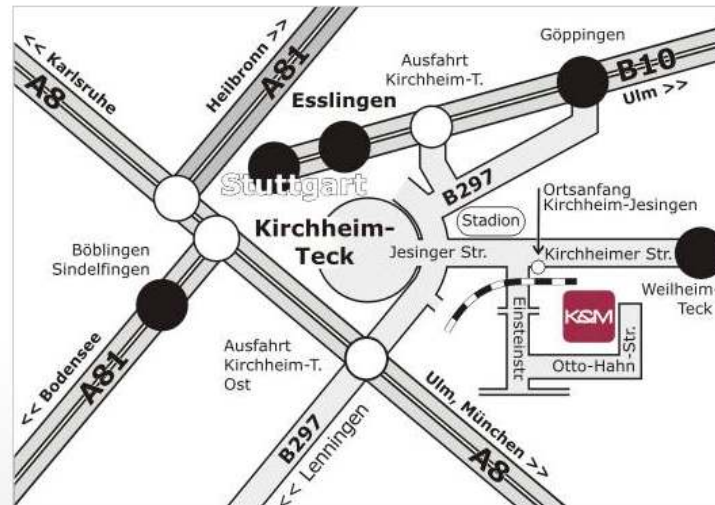 << Karlsruhe
A8
Heilbronn >>
A81
Göppingen
B10
Ulm >>
Ausfahrt
Kirchheim-T.
Esslingen
Stuttgart
B297
Ortsanfang
Kirchheim-Jesingen
Stadion
Kirchheim-
Teck
Jesinger Str.
Kirchheimer Str.
Böblingen
Sindelfingen
Weilheim-
Teck
K&M
Einsteinstr.
Otto-Hahn-Str.
Ausfahrt
Kirchheim-T.
Ost
<< Bodensee
A81
Ulm, München >>
A8
B297
<< Lenningen